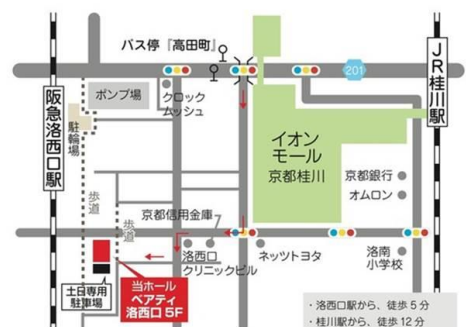 バス停『高田町』
201
JR桂川駅
阪急洛西口駅
ポンプ場
クロック
ムッシュ
駐輪場
イオン
モール
京都桂川
京都銀行
オムロン
歩道
歩道
京都信用金庫
洛西口
クリニックビル
ネッツトヨタ
洛南
小学校
土日専用
駐車場
当ホール
ベアティ
洛西口 5F
・洛西口駅から、徒歩5分
・桂川駅から、徒歩12分